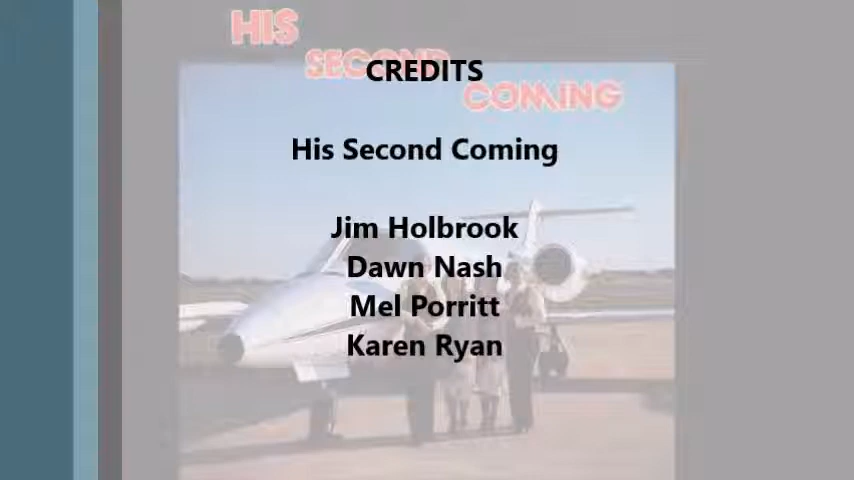 HIS
SECOND
COMING
CREDITS
His Second Coming
Jim Holbrook
Dawn Nash
Mel Porritt
Karen Ryan